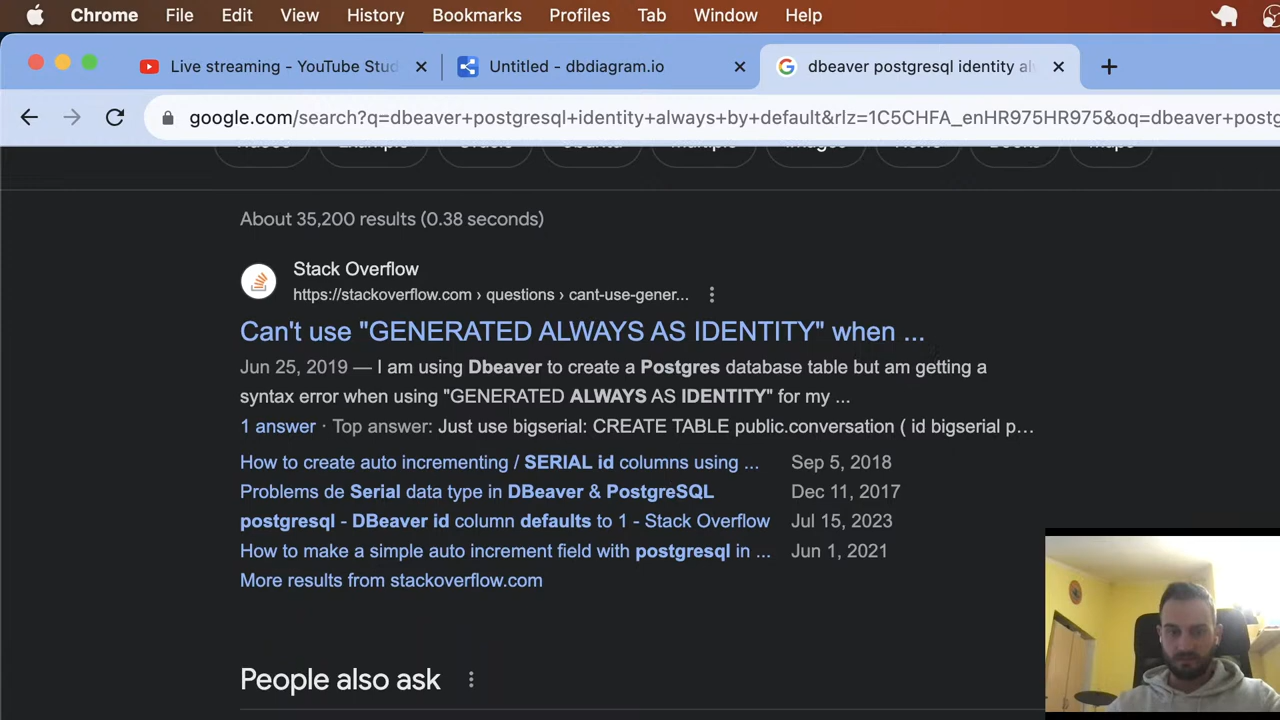 Chrome File Edit View History Bookmarks Profiles Tab Window Help
Live streaming - YouTube Stud
Untitled - dbdiagram.io
dbeaver postgresql identity al
google.com/search?q=dbeaver+postgresql+identity+always+by+default&rlz=1C5CHFA_enHR975HR975&oq=dbeaver+postg
Videos
Images
Maps
About 35,200 results (0.38 seconds)
Stack Overflow
https://stackoverflow.com › questions › cant-use-gener...
Can't use "GENERATED ALWAYS AS IDENTITY" when ...
Jun 25, 2019 — I am using Dbeaver to create a Postgres database table but am getting a
syntax error when using "GENERATED ALWAYS AS IDENTITY" for my ...
1 answer · Top answer: Just use bigserial: CREATE TABLE public.conversation ( id bigserial p...
How to create auto incrementing / SERIAL id columns using ... Sep 5, 2018
Problems de Serial data type in DBeaver & PostgreSQL Dec 11, 2017
postgresql - DBeaver id column defaults to 1 - Stack Overflow Jul 15, 2023
How to make a simple auto increment field with postgresql in ... Jun 1, 2021
More results from stackoverflow.com
People also ask